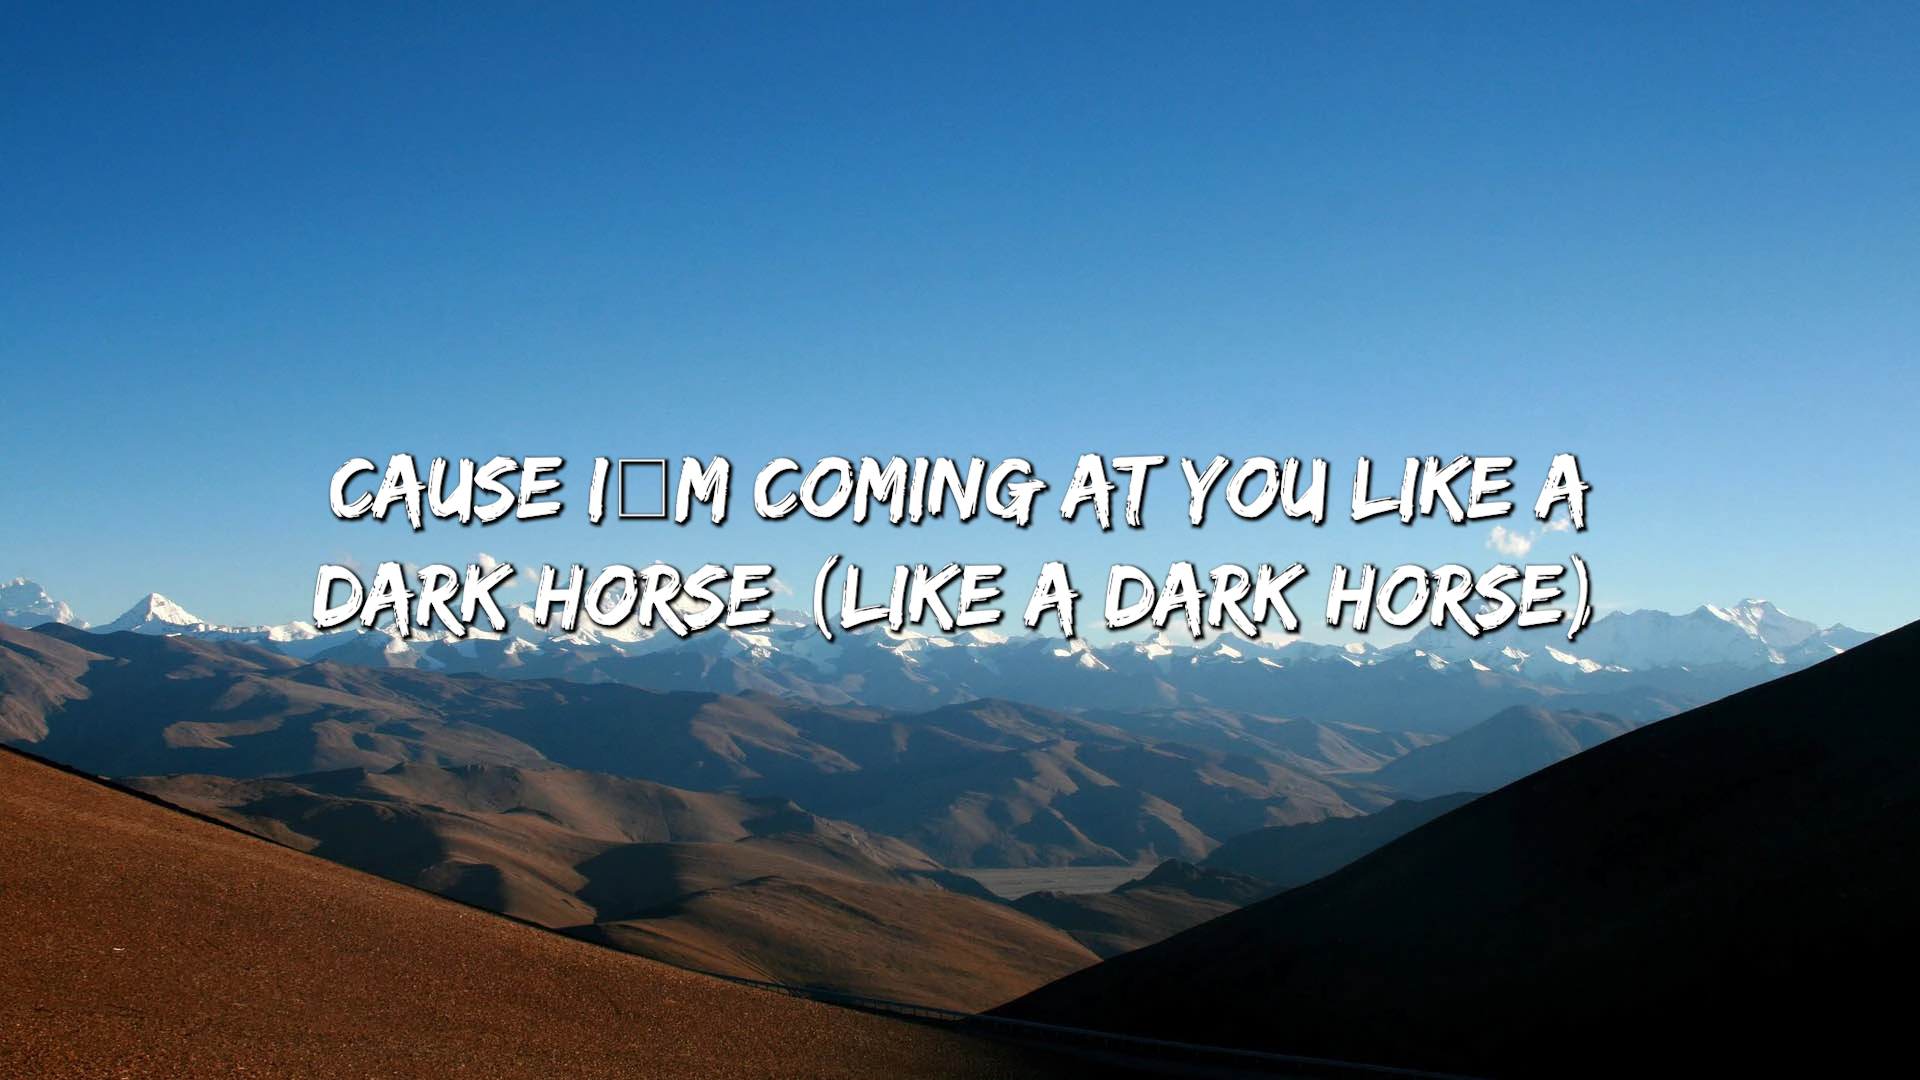 CAUSE I□M COMING AT YOU LIKE A
DARK HORSE (LIKE A DARK HORSE)